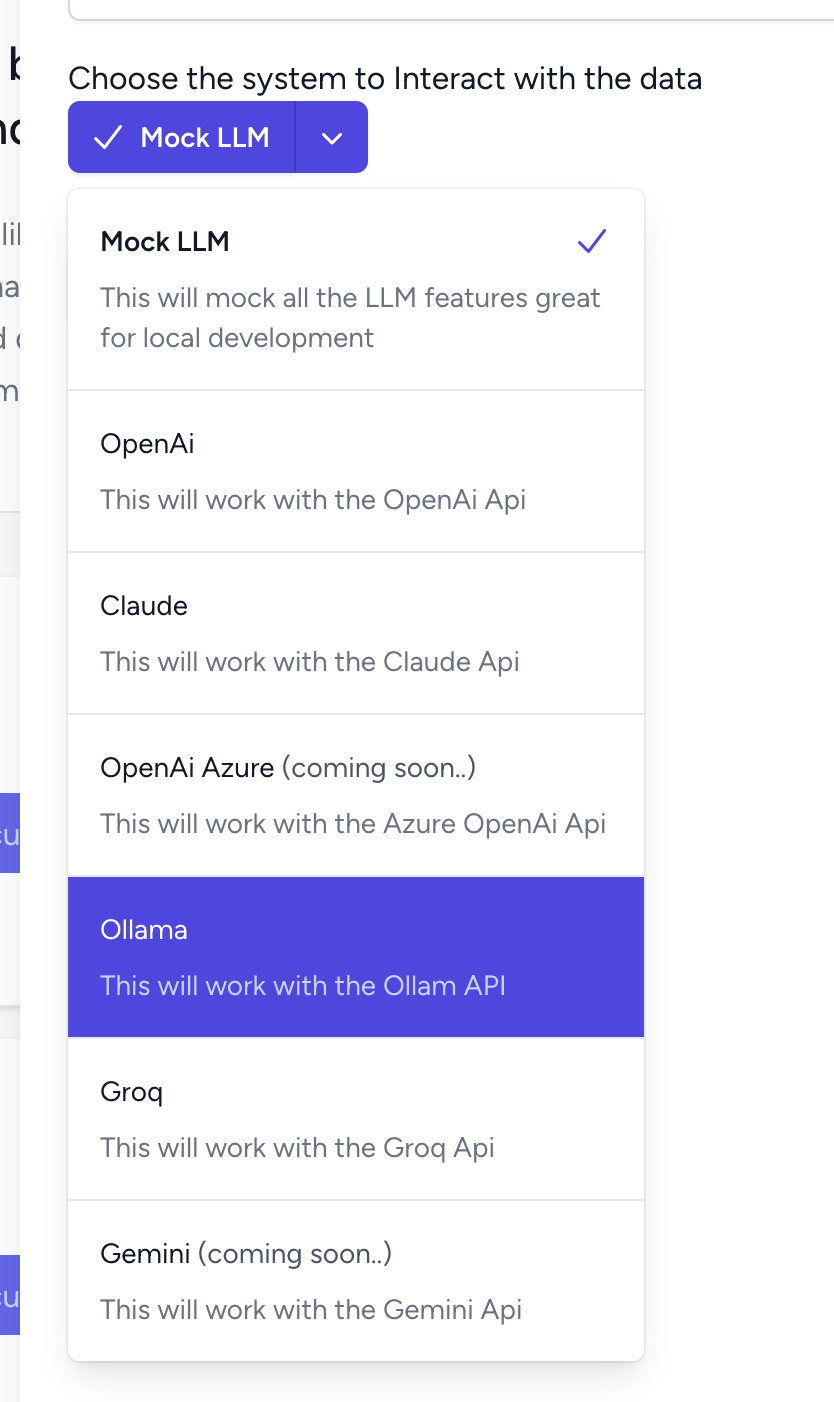 Choose the system to Interact with the data
Mock LLM
Mock LLM
This will mock all the LLM features great
for local development
OpenAi
This will work with the OpenAi Api
Claude
This will work with the Claude Api
OpenAi Azure (coming soon..)
This will work with the Azure OpenAi Api
Ollama
This will work with the Ollam API
Groq
This will work with the Groq Api
Gemini (coming soon..)
This will work with the Gemini Api